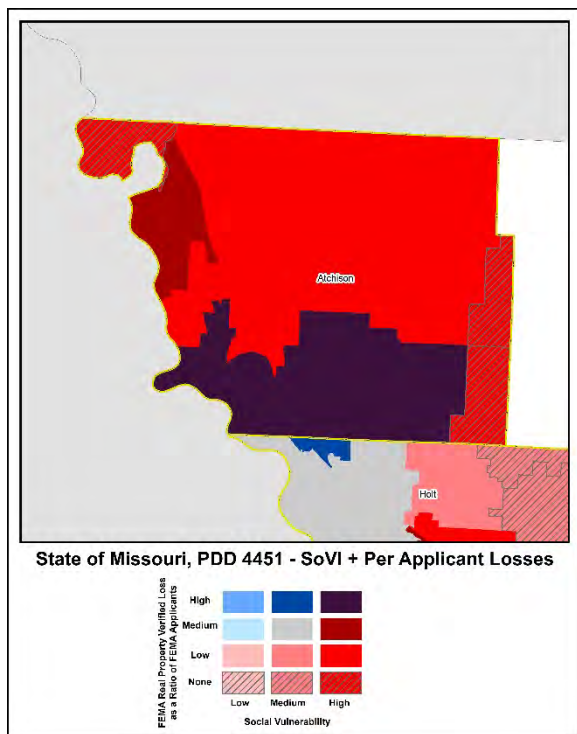 Atchison
Holt
State of Missouri, PDD 4451 - SoVI + Per Applicant Losses
FEMA Real Property Verified Loss
as a Ratio of FEMA Applicants
High
Medium
Low
None
Low Medium High
Social Vulnerability